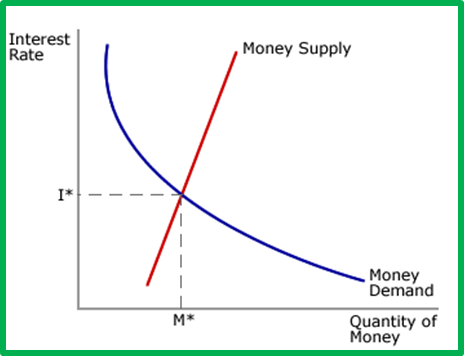 Interest
Rate
Money Supply
I*
Money
Demand
M*
Quantity of
Money